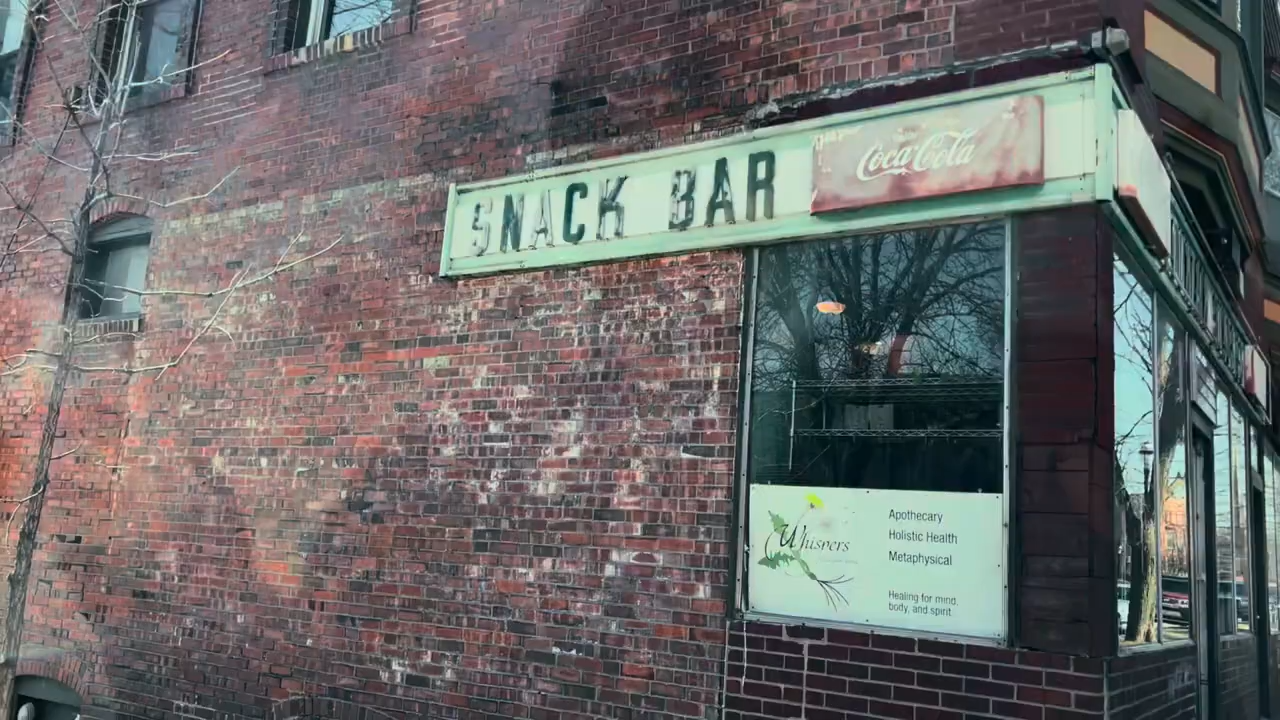 SNACK BAR
Coca-Cola
Whispers
Apothecary
Holistic Health
Metaphysical
Healing for mind,
body, and spirit